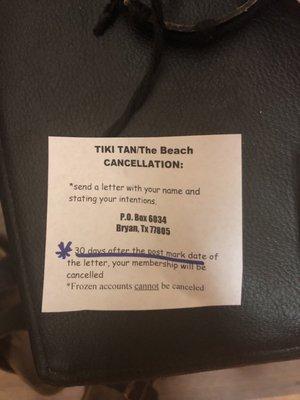 TIKI TAN/The Beach
CANCELLATION:
*send a letter with your name and
stating your intentions.
P.O. Box 6034
Bryan, Tx 77805
* 30 days after the post mark date of
the letter, your membership will be
cancelled
*Frozen accounts cannot be canceled